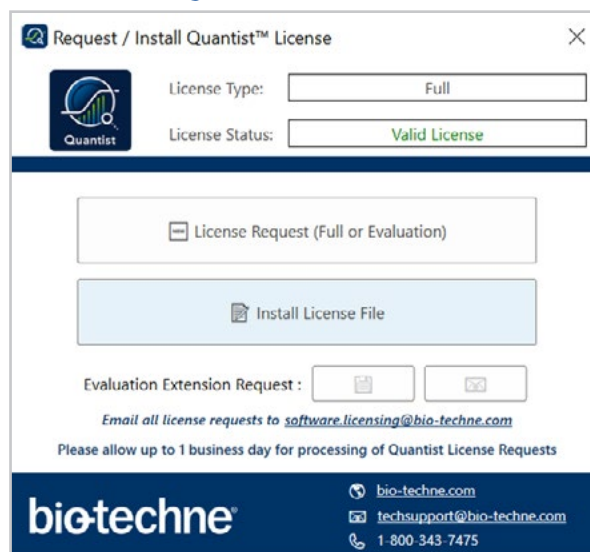 Request / Install Quantist™ License
License Type: Full
Quantist
License Status: Valid License
License Request (Full or Evaluation)
Install License File
Evaluation Extension Request :
Email all license requests to software.licensing@bio-techne.com
Please allow up to 1 business day for processing of Quantist License Requests
bio-techne.com
biotechne
techsupport@bio-techne.com
1-800-343-7475